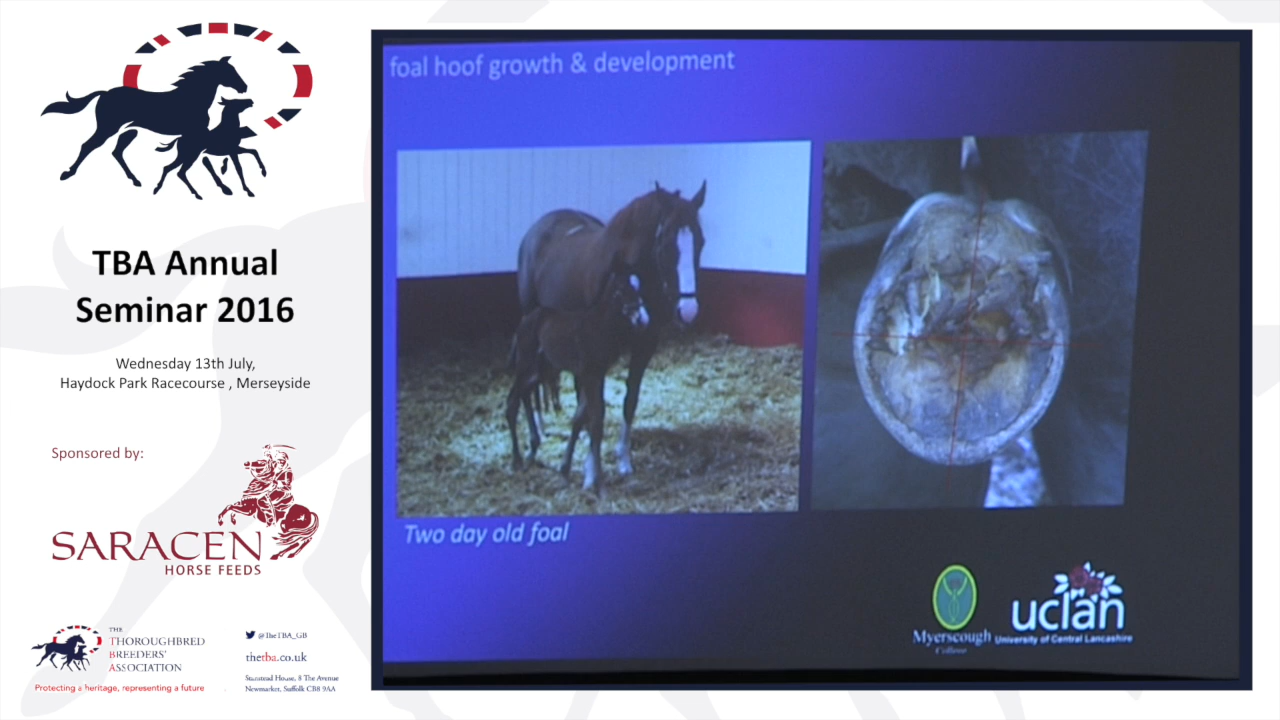 TBA Annual
Seminar 2016
Wednesday 13th July,
Haydock Park Racecourse , Merseyside
Sponsored by:
SARACEN
HORSE FEEDS
THE
THOROUGHBRED
BREEDERS'
ASSOCIATION
Protecting a heritage, representing a future
@TheTBA_GB
thetba.co.uk
Stanstead House, 8 The Avenue
Newmarket, Suffolk CB8 9AA
foal hoof growth & development
Two day old foal
Myerscough
College
uclan
University of Central Lancashire